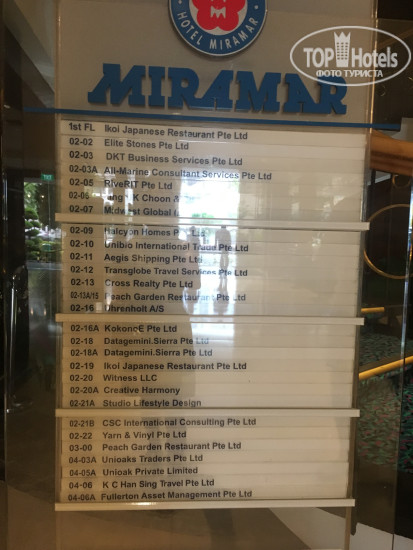 HOTEL MIRAMAR
TOPHotels
ФОТО ТУРИСТА
MIRAMAR
1st FL Ikoi Japanese Restaurant Pte Ltd
02-02 Elite Stones Pte Ltd
02-03 DKT Business Services Pte Ltd
02-03A All-Marine Consultant Services Pte Ltd
02-05 RiveRIT Pte Ltd
02-06 K Choon
02-07 Midwest Global
02-09 Halcyon Homes Pte Ltd
02-10 Unibio International Trade Pte Ltd
02-11 Aegis Shipping Pte Ltd
02-12 Transglobe Travel Services Pte Ltd
02-13 Cross Realty Pte Ltd
02-13A/15 Peach Garden Restaurant Pte Ltd
02-16 Dhrenholt A/S
02-16A KokonoE Pte Ltd
02-18 Datagemini.Sierra Pte Ltd
02-18A Datagemini.Sierra Pte Ltd
02-19 Ikoi Japanese Restaurant Pte Ltd
02-20 Witness LLC
02-20A Creative Harmony
02-21A Studio Lifestyle Design
02-21B CSC International Consulting Pte Ltd
02-22 Yarn & Vinyl Pte Ltd
03-00 Peach Garden Restaurant Pte Ltd
04-03A Unioaks Traders Pte Ltd
04-05A Unioak Private Limited
04-06 K C Han Sing Travel Pte Ltd
04-06A Fullerton Asset Management Pte Ltd